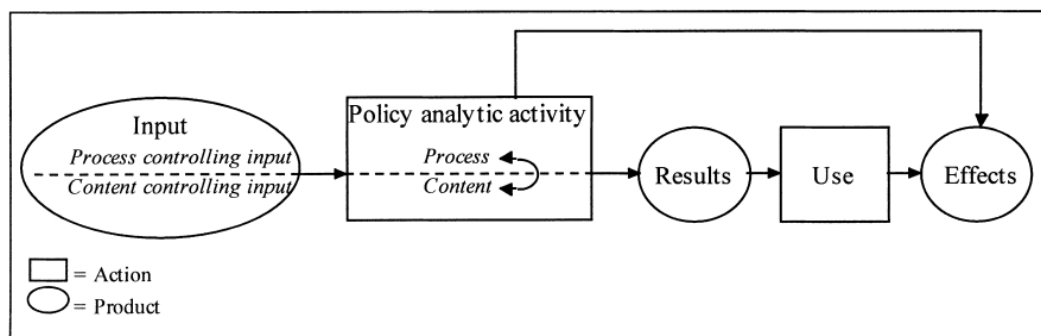 Input
Process controlling input
Content controlling input
Policy analytic activity
Process
Content
Results
Use
Effects
= Action
= Product